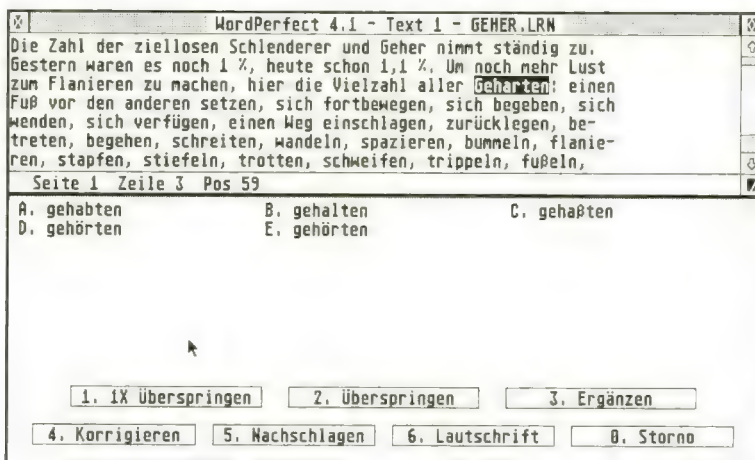 WordPerfect 4.1 - Text 1 - GEHER.LRN
Die Zahl der ziellosen Schlenderer und Geher nimmt ständig zu.
Gestern waren es noch 1 %, heute schon 1,1 %. Um noch mehr Lust
zum Flanieren zu machen, hier die Vielzahl aller Geharten: einen
Fuß vor den anderen setzen, sich fortbewegen, sich begeben, sich
wenden, sich verfügen, einen Weg einschlagen, zurücklegen, be-
treten, begehen, schreiten, wandeln, spazieren, bummeln, flanie-
ren, stapfen, stiefeln, trotten, schweifen, trippeln, fußeln,
Seite 1 Zeile 3 Pos 59
A. gehabten B. gehalten C. gehaßten
D. gehörten E. gehörten
1. 1X Überspringen 2. Überspringen 3. Ergänzen
4. Korrigieren 5. Nachschlagen 6. Lautschrift 0. Storno